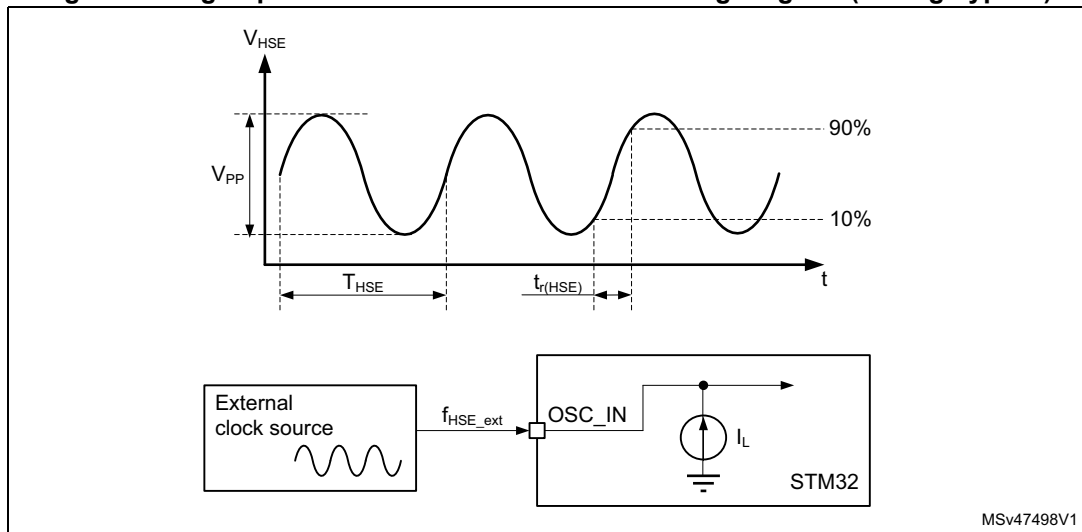 V_HSE
90%
V_PP
10%
t
T_HSE
t_r(HSE)
External
clock source
f_HSE_ext
OSC_IN
I_L
STM32
MSv47498V1